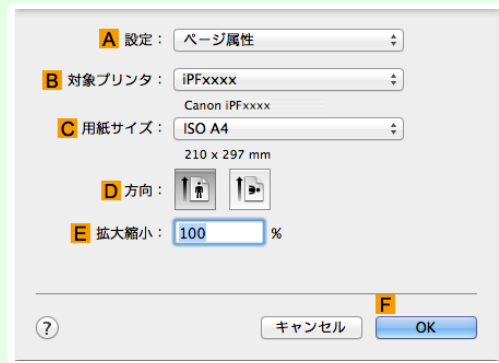 A 設定： ページ属性
B 対象プリンタ： iPFxxxx
Canon iPFxxxx
C 用紙サイズ： ISO A4
210 x 297 mm
D 方向：
E 拡大縮小： 100 %
F
? キャンセル OK